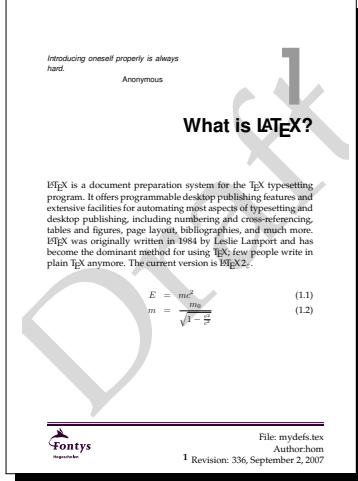 Introducing oneself properly is always
hard.
Anonymous
1
What is LATEX?
Draft
LATEX is a document preparation system for the TEX typesetting
program. It offers programmable desktop publishing features and
extensive facilities for automating most aspects of typesetting and
desktop publishing, including numbering and cross-referencing,
tables and figures, page layout, bibliographies, and much more.
LATEX was originally written in 1984 by Leslie Lamport and has
become the dominant method for using TEX; few people write in
plain TEX anymore. The current version is LATEX 2ε.
E = mc² (1.1)
m = m₀ / √(1 − v²/c²) (1.2)
Fontys
Hogescholen
File: mydefs.tex
Author:hom
1 Revision: 336, September 2, 2007